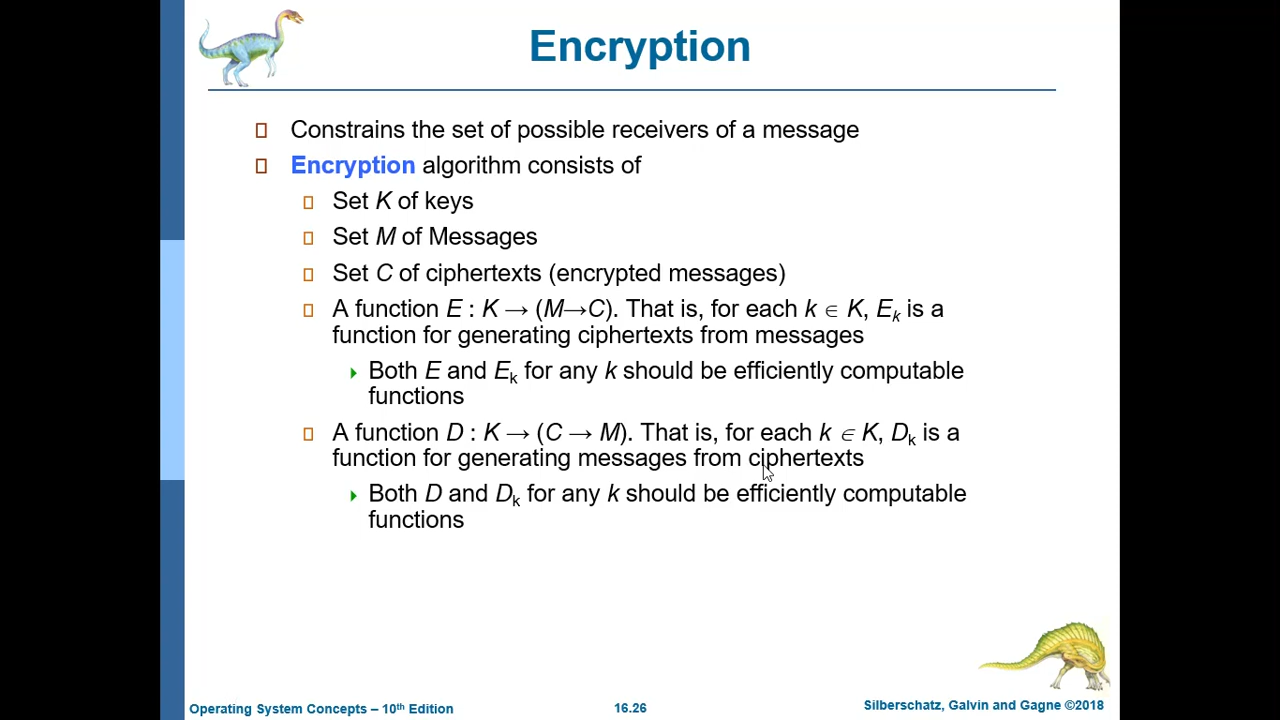 Encryption
Constrains the set of possible receivers of a message
Encryption algorithm consists of
Set K of keys
Set M of Messages
Set C of ciphertexts (encrypted messages)
A function E : K → (M→C). That is, for each k ∈ K, Ek is a
function for generating ciphertexts from messages
Both E and Ek for any k should be efficiently computable
functions
A function D : K → (C → M). That is, for each k ∈ K, Dk is a
function for generating messages from ciphertexts
Both D and Dk for any k should be efficiently computable
functions
Operating System Concepts – 10th Edition
16.26
Silberschatz, Galvin and Gagne ©2018